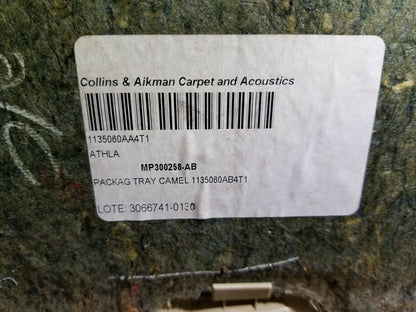 Collins & Aikman Carpet and Acoustics
1135060AA4T1
ATHLA
MP300258-AB
PACKAG TRAY CAMEL 1135060AB4T1
LOTE: 3066741-0130